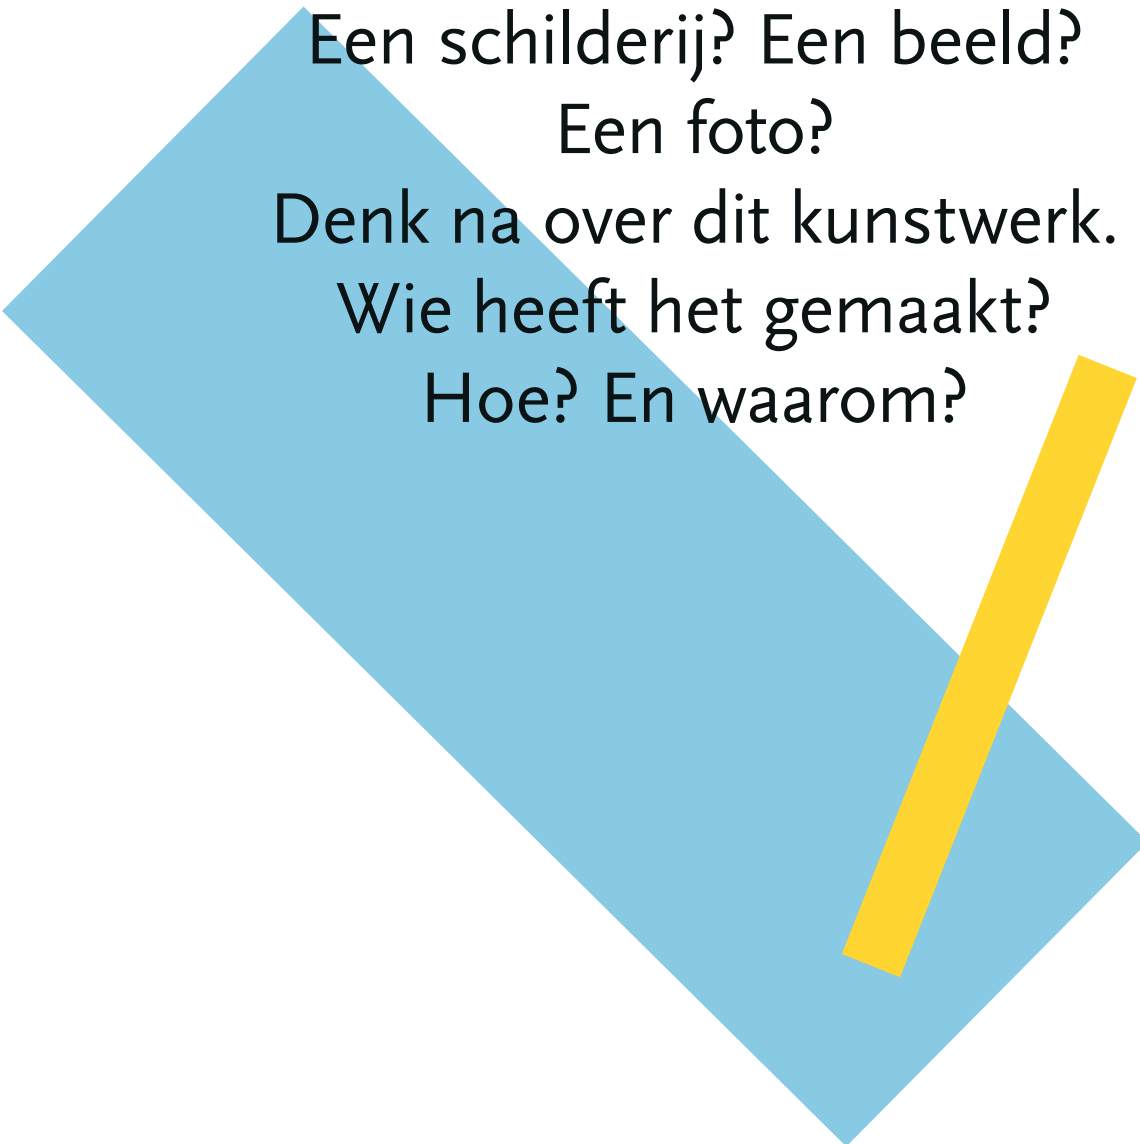 Een schilderij? Een beeld?
Een foto?
Denk na over dit kunstwerk.
Wie heeft het gemaakt?
Hoe? En waarom?